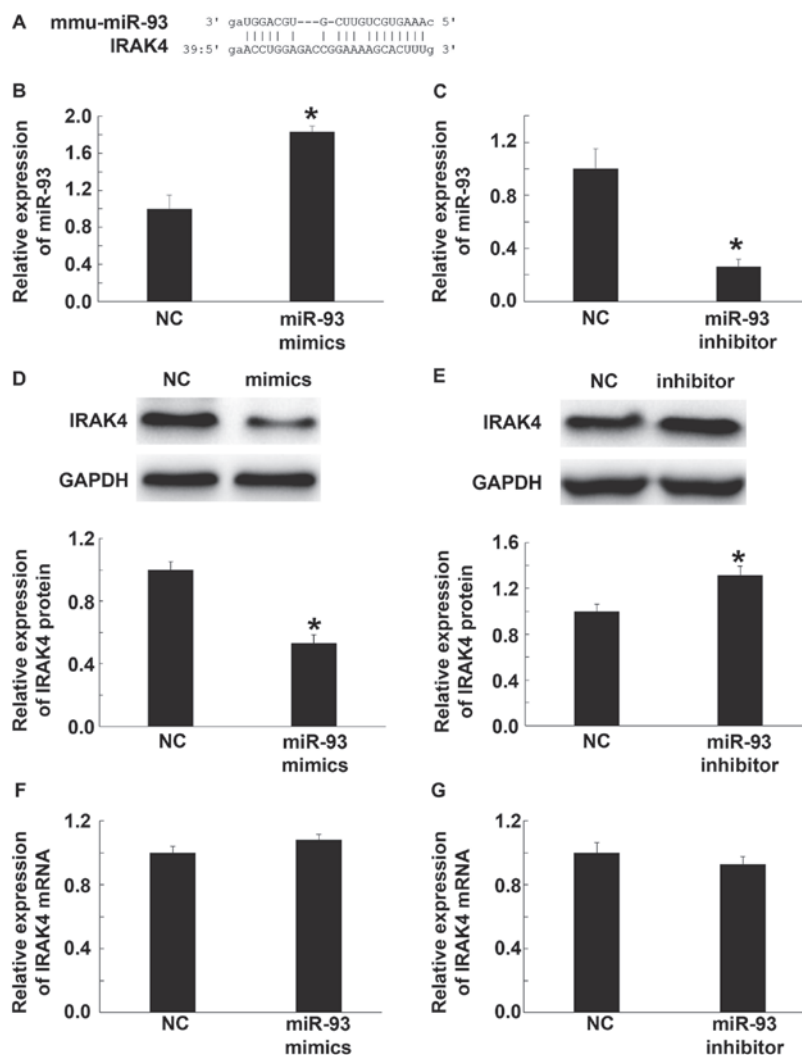 A
mmu-miR-93 3' gaUGGACGU---G-CUUGUCGUGAAAc 5'
IRAK4 39:5' gaACCUGGAGACCGGAAAAGCACUUUg 3'
B
Relative expression
of miR-93
2.0
1.6
1.2
0.8
0.4
0.0
*
NC
miR-93
mimics
C
Relative expression
of miR-93
1.2
0.8
0.4
0.0
*
NC
miR-93
inhibitor
D
NC mimics
IRAK4
GAPDH
Relative expression
of IRAK4 protein
1.2
0.8
0.4
0.0
*
NC
miR-93
mimics
E
NC inhibitor
IRAK4
GAPDH
Relative expression
of IRAK4 protein
1.6
1.2
0.8
0.4
0.0
*
NC
miR-93
inhibitor
F
Relative expression
of IRAK4 mRNA
1.2
0.8
0.4
0.0
NC
miR-93
mimics
G
Relative expression
of IRAK4 mRNA
1.2
0.8
0.4
0.0
NC
miR-93
inhibitor